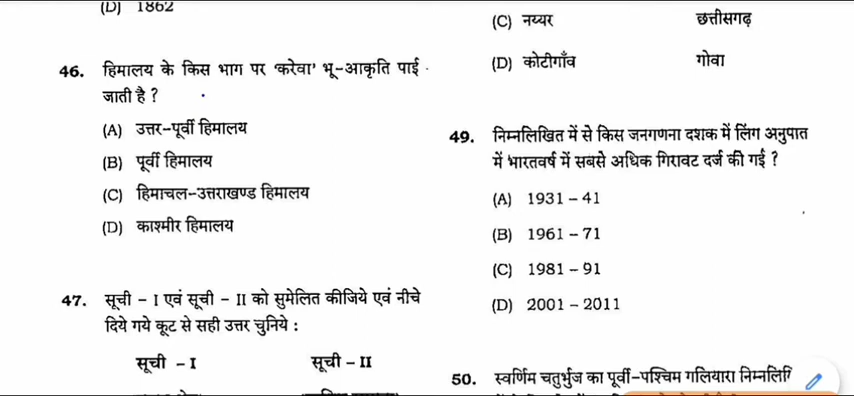 (D) 1862
46. हिमालय के किस भाग पर 'करेवा' भू-आकृति पाई
जाती है ?
(A) उत्तर-पूर्वी हिमालय
(B) पूर्वी हिमालय
(C) हिमाचल-उत्तराखण्ड हिमालय
(D) काश्मीर हिमालय
47. सूची - I एवं सूची - II को सुमेलित कीजिये एवं नीचे
दिये गये कूट से सही उत्तर चुनिये :
सूची - I सूची - II
(C) नय्यर छत्तीसगढ़
(D) कोटीगाँव गोवा
49. निम्नलिखित में से किस जनगणना दशक में लिंग अनुपात
में भारतवर्ष में सबसे अधिक गिरावट दर्ज की गई ?
(A) 1931 - 41
(B) 1961 - 71
(C) 1981 - 91
(D) 2001 - 2011
50. स्वर्णिम चतुर्भुज का पूर्वी-पश्चिम गलियारा